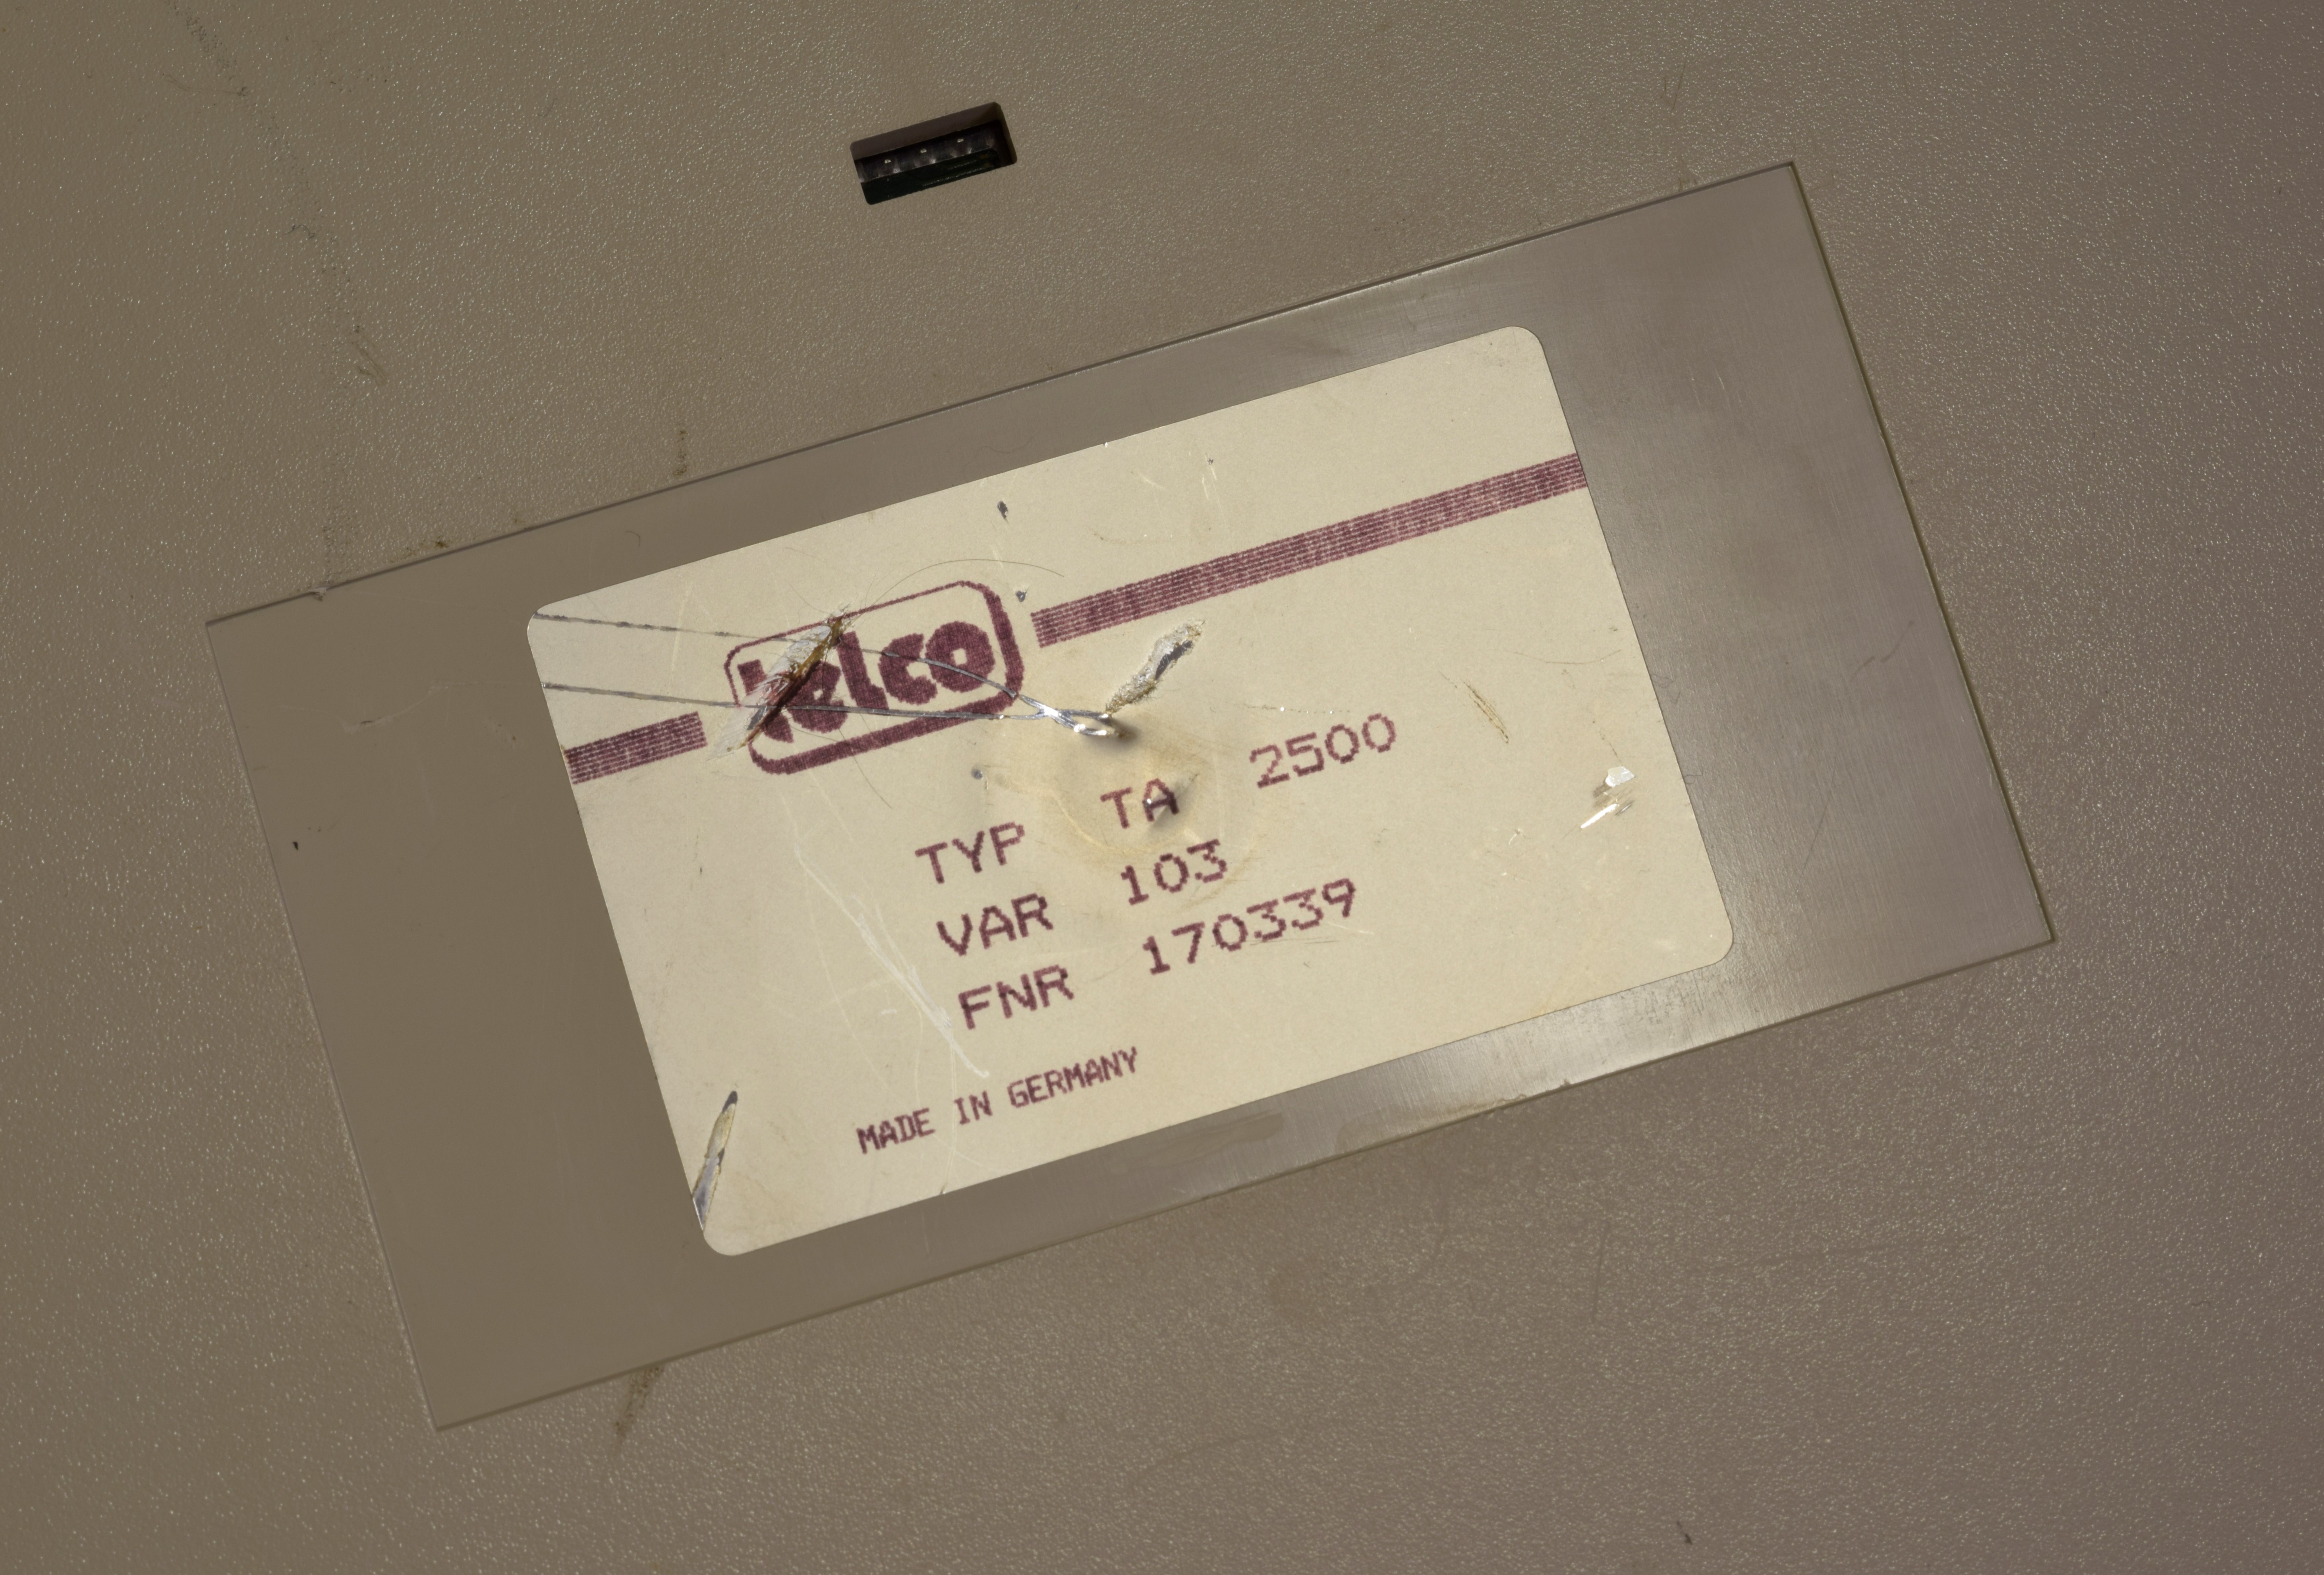 telco
TYP TA 2500
VAR 103
FNR 170339
MADE IN GERMANY